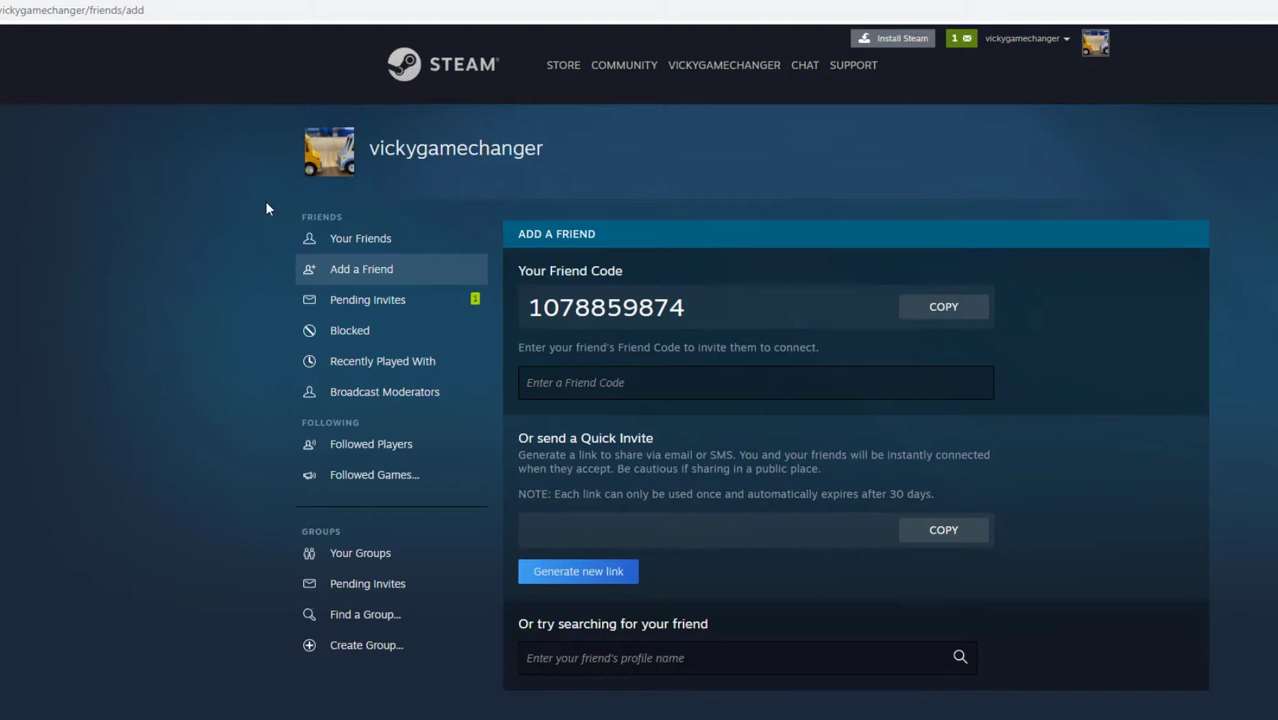 vickygamechanger/friends/add
Install Steam
1
vickygamechanger
STEAM®
STORE COMMUNITY VICKYGAMECHANGER CHAT SUPPORT
vickygamechanger
FRIENDS
Your Friends
Add a Friend
Pending Invites 1
Blocked
Recently Played With
Broadcast Moderators
FOLLOWING
Followed Players
Followed Games...
GROUPS
Your Groups
Pending Invites
Find a Group...
Create Group...
ADD A FRIEND
Your Friend Code
1078859874 COPY
Enter your friend's Friend Code to invite them to connect.
Enter a Friend Code
Or send a Quick Invite
Generate a link to share via email or SMS. You and your friends will be instantly connected
when they accept. Be cautious if sharing in a public place.
NOTE: Each link can only be used once and automatically expires after 30 days.
COPY
Generate new link
Or try searching for your friend
Enter your friend's profile name